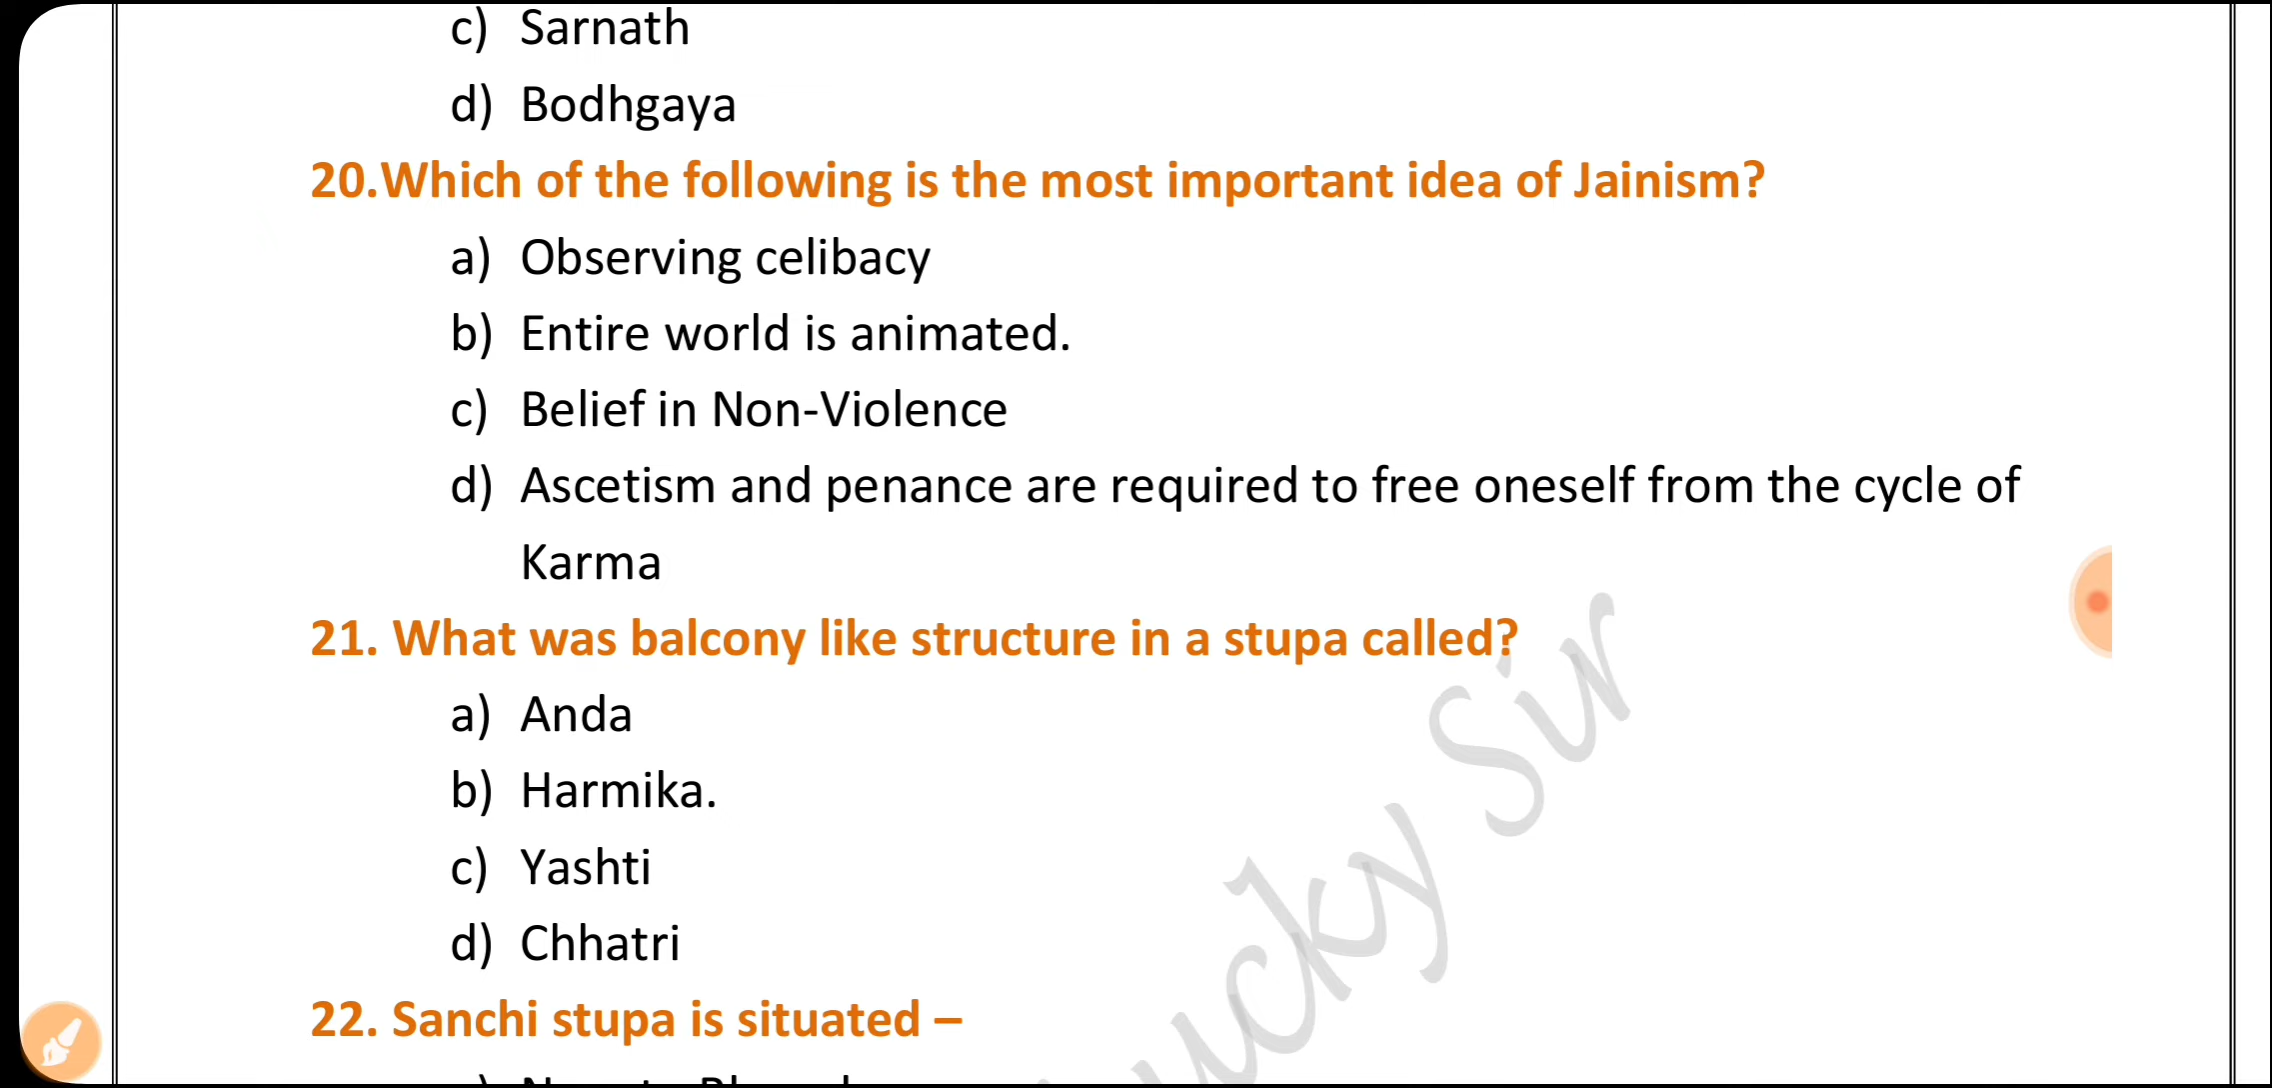 c) Sarnath
d) Bodhgaya
20.Which of the following is the most important idea of Jainism?
a) Observing celibacy
b) Entire world is animated.
c) Belief in Non-Violence
d) Ascetism and penance are required to free oneself from the cycle of
Karma
21. What was balcony like structure in a stupa called?
a) Anda
b) Harmika.
c) Yashti
d) Chhatri
22. Sanchi stupa is situated –
ucky Sir